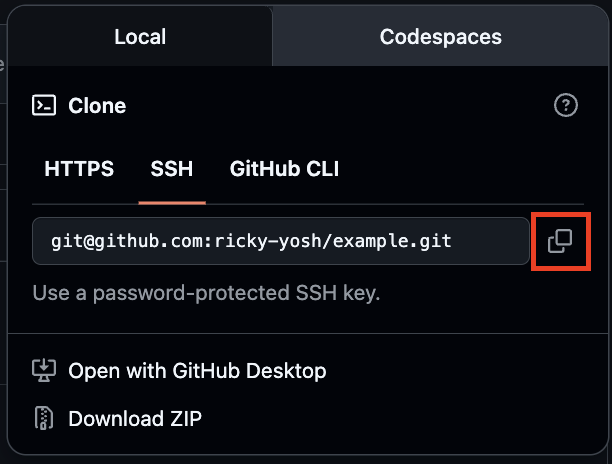 Local Codespaces
Clone
HTTPS SSH GitHub CLI
git@github.com:ricky-yosh/example.git
Use a password-protected SSH key.
Open with GitHub Desktop
Download ZIP